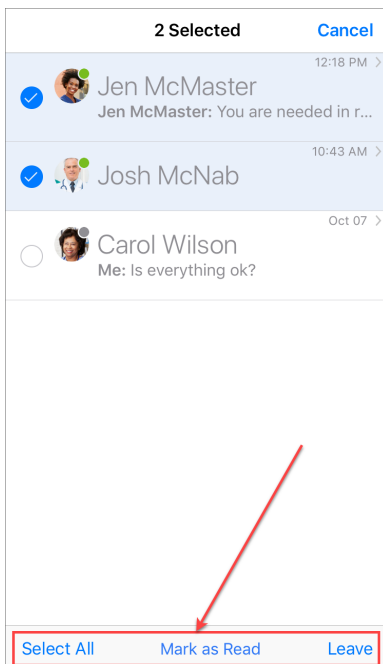 2 Selected Cancel
12:18 PM
Jen McMaster
Jen McMaster: You are needed in r...
10:43 AM
Josh McNab
Oct 07
Carol Wilson
Me: Is everything ok?
Select All Mark as Read Leave